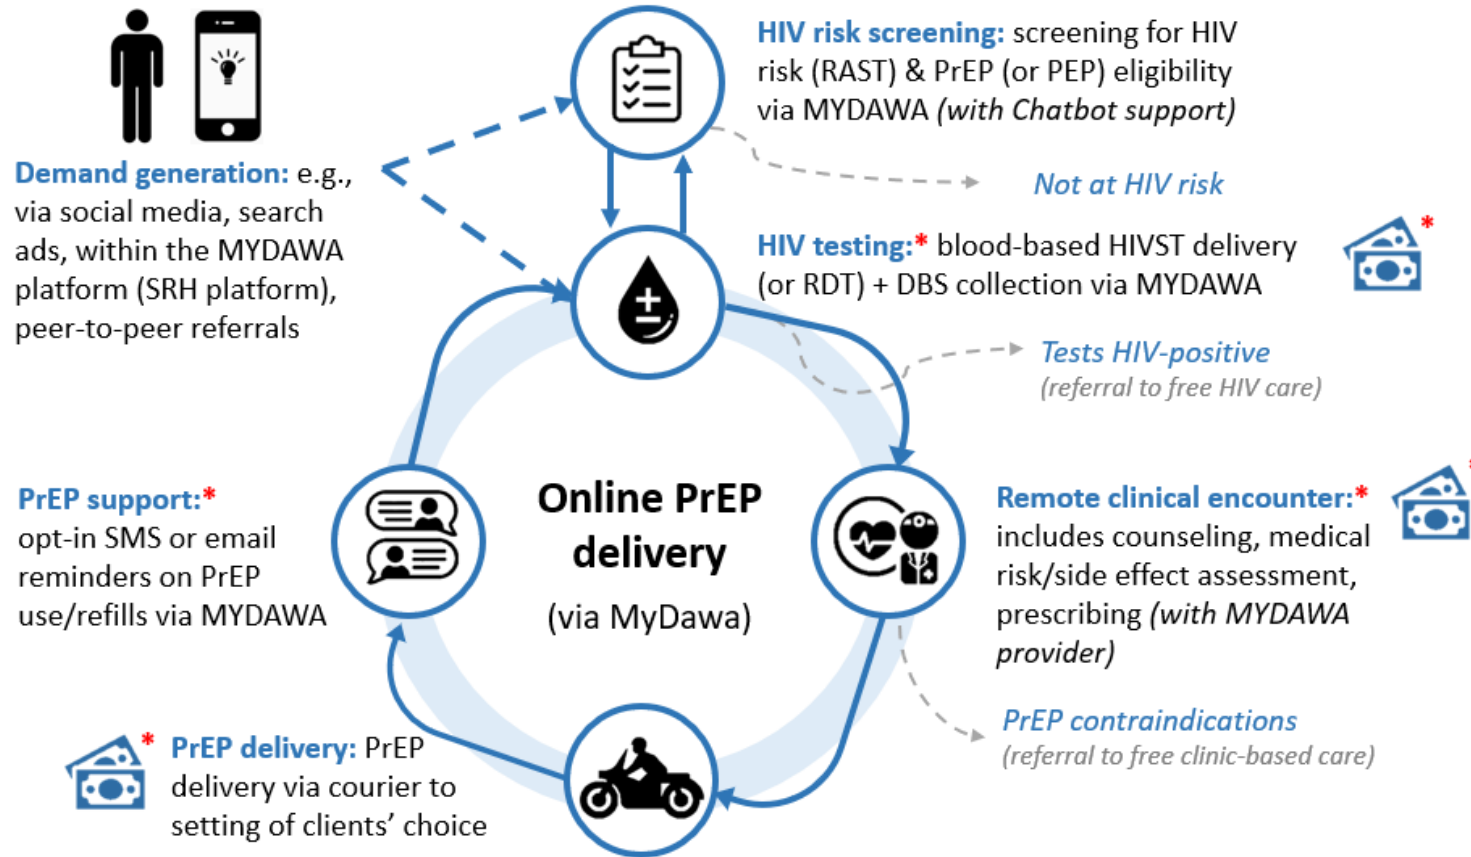 HIV risk screening: screening for HIV
risk (RAST) & PrEP (or PEP) eligibility
via MYDAWA (with Chatbot support)
Demand generation: e.g.,
via social media, search
ads, within the MYDAWA
platform (SRH platform),
peer-to-peer referrals
Not at HIV risk
HIV testing:* blood-based HIVST delivery
(or RDT) + DBS collection via MYDAWA
*
Tests HIV-positive
(referral to free HIV care)
Online PrEP
delivery
(via MyDawa)
PrEP support:*
opt-in SMS or email
reminders on PrEP
use/refills via MYDAWA
Remote clinical encounter:*
includes counseling, medical
risk/side effect assessment,
prescribing (with MYDAWA
provider)
*
PrEP contraindications
(referral to free clinic-based care)
* PrEP delivery: PrEP
delivery via courier to
setting of clients’ choice